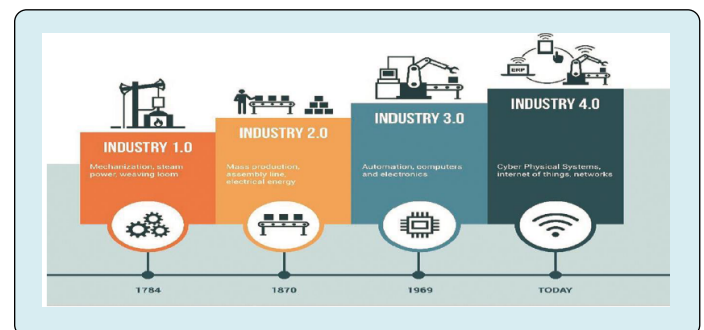 ERP
INDUSTRY 1.0
Mechanization, steam
power, weaving loom
INDUSTRY 2.0
Mass production,
assembly line,
electrical energy
INDUSTRY 3.0
Automation, computers
and electronics
INDUSTRY 4.0
Cyber Physical Systems,
internet of things, networks
1784
1870
1969
TODAY